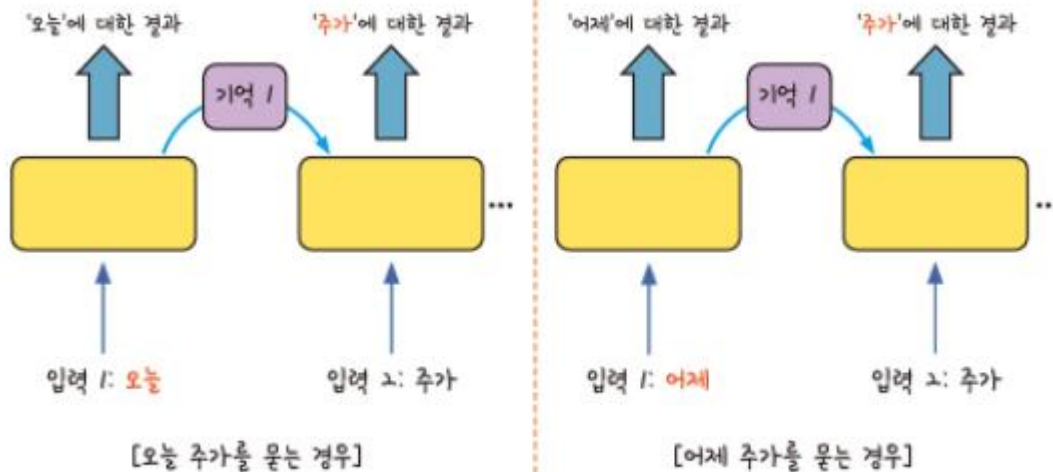 '오늘'에 대한 결과
'주가'에 대한 결과
기억 1
입력 1: 오늘
입력 2: 주가
[오늘 주가를 묻는 경우]
'어제'에 대한 결과
'주가'에 대한 결과
기억 1
입력 1: 어제
입력 2: 주가
[어제 주가를 묻는 경우]